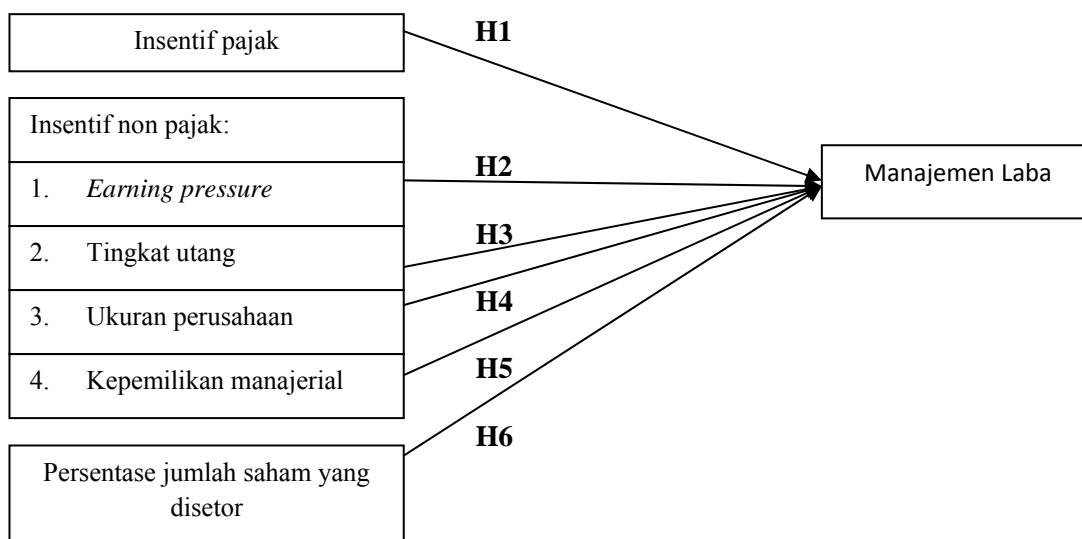 Insentif pajak
Insentif non pajak:
1. Earning pressure
2. Tingkat utang
3. Ukuran perusahaan
4. Kepemilikan manajerial
Persentase jumlah saham yang
disetor
H1
H2
H3
H4
H5
H6
Manajemen Laba